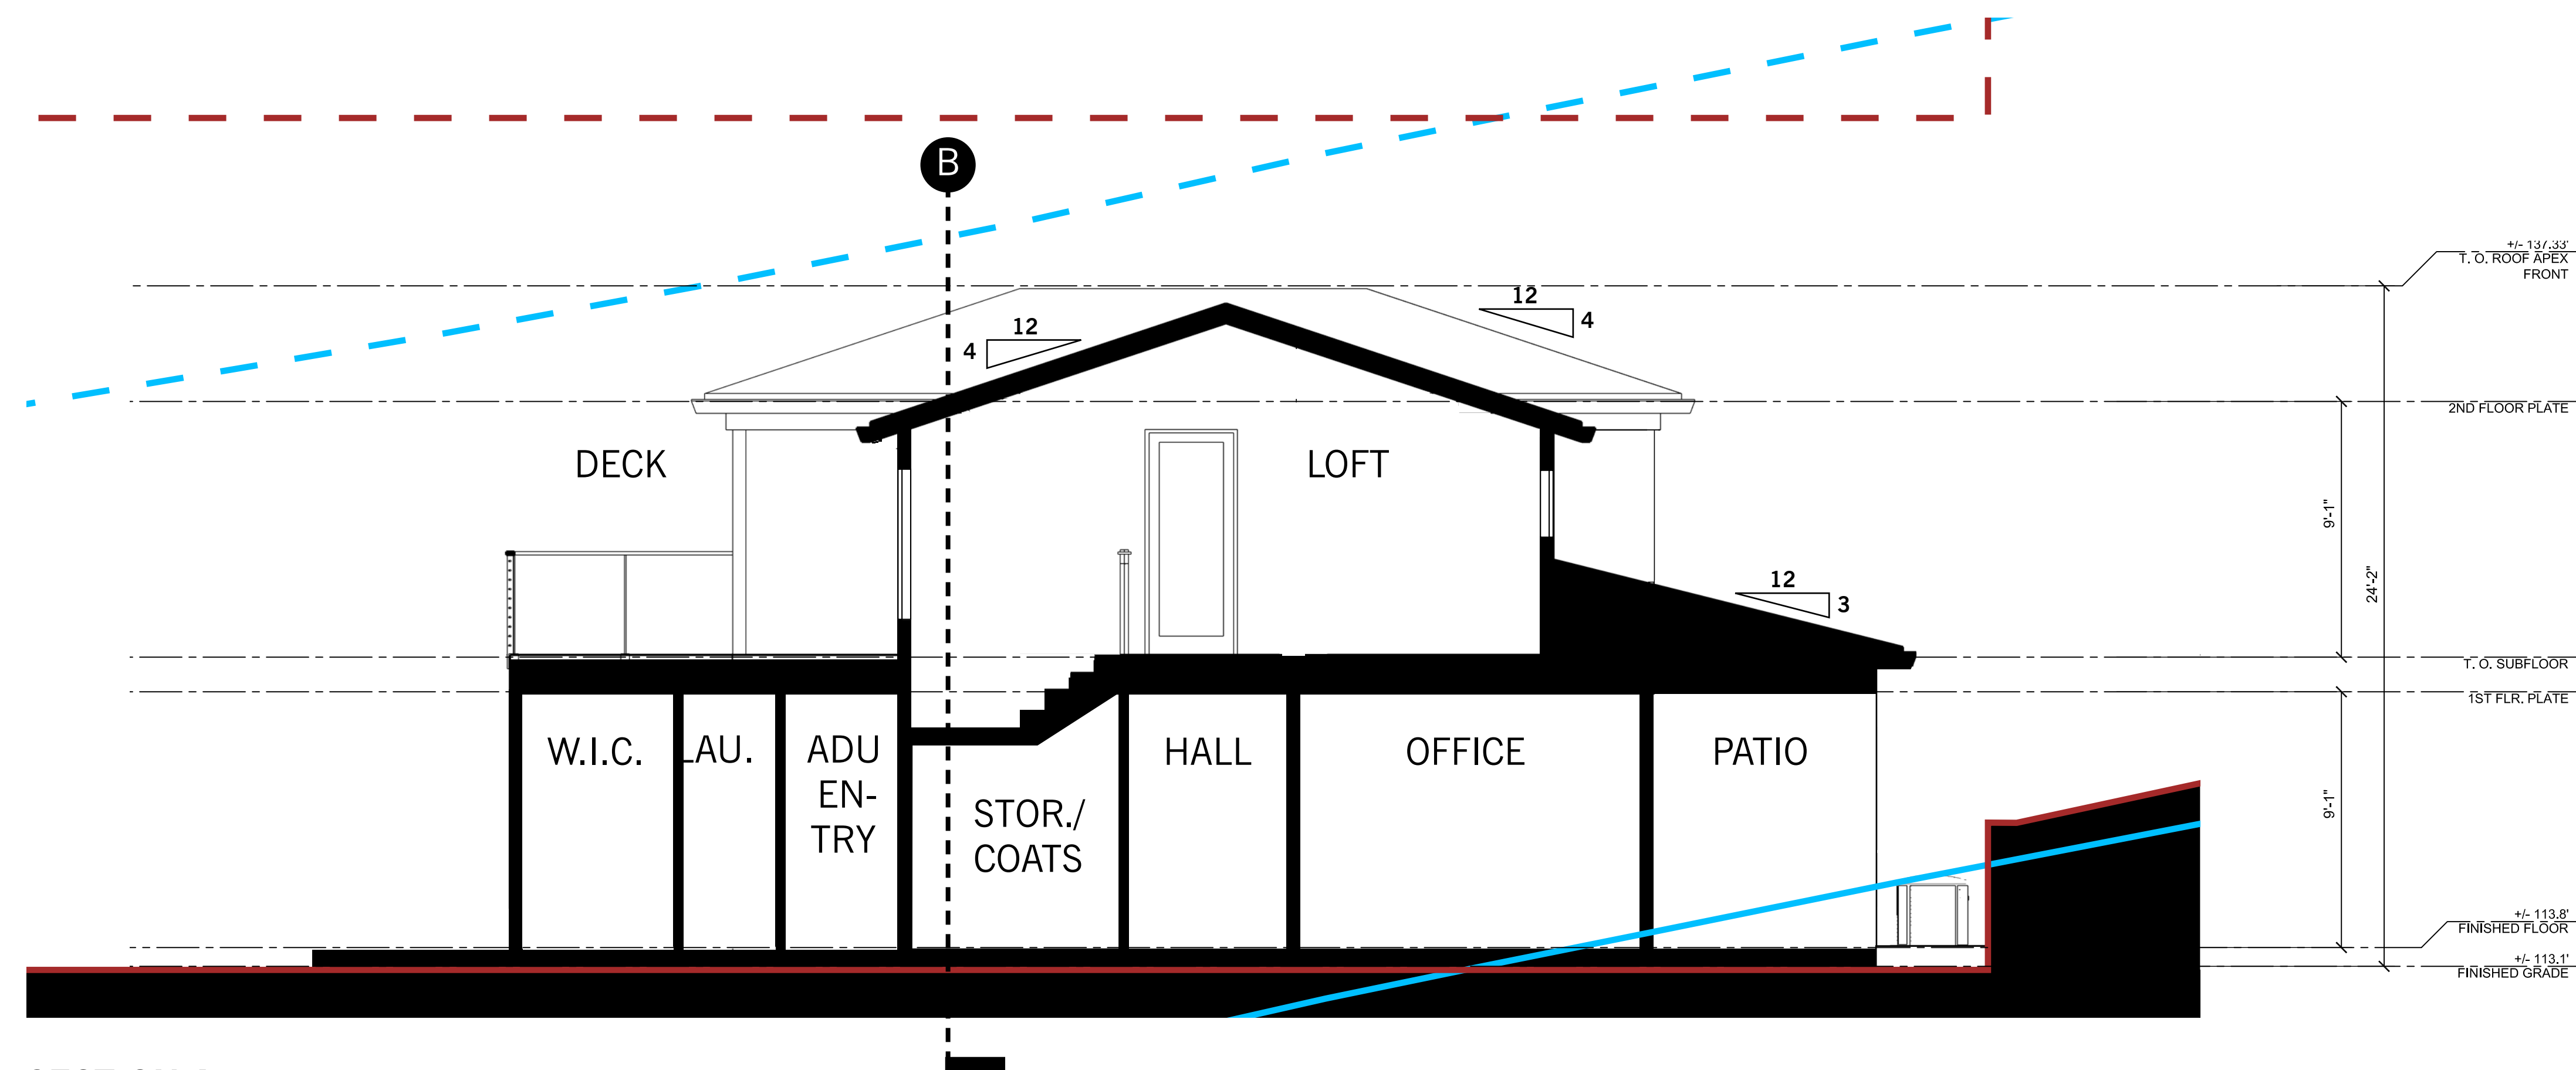 B
+/- 137.33'
T. O. ROOF APEX
FRONT
12
4
12
4
2ND FLOOR PLATE
DECK
LOFT
9'-1"
24'-2"
12
3
T. O. SUBFLOOR
1ST FLR. PLATE
W.I.C.
LAU.
ADU
EN-
TRY
HALL
OFFICE
PATIO
STOR./
COATS
9'-1"
+/- 113.8'
FINISHED FLOOR
+/- 113.1'
FINISHED GRADE